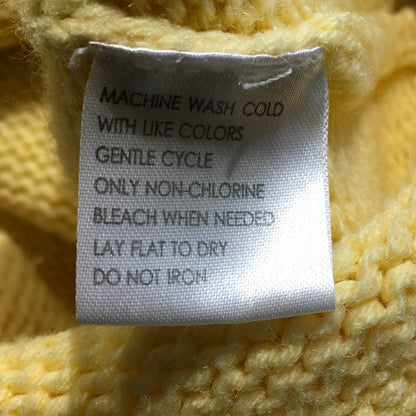 MACHINE WASH COLD
WITH LIKE COLORS
GENTLE CYCLE
ONLY NON-CHLORINE
BLEACH WHEN NEEDED
LAY FLAT TO DRY
DO NOT IRON